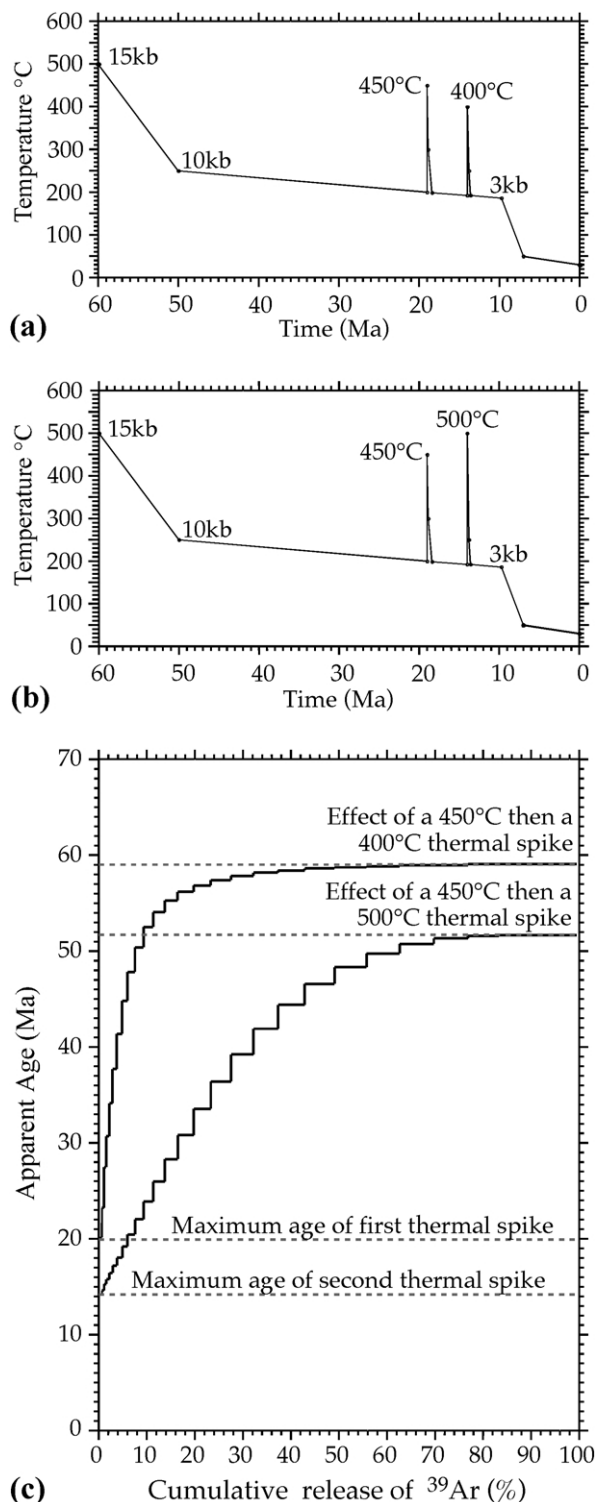 600
500
400
300
200
100
0
Temperature °C
15kb
10kb
450°C
400°C
3kb
60
50
40
30
20
10
0
Time (Ma)
(a)
600
500
400
300
200
100
0
Temperature °C
15kb
10kb
450°C
500°C
3kb
60
50
40
30
20
10
0
Time (Ma)
(b)
70
60
50
40
30
20
10
0
Apparent Age (Ma)
Effect of a 450°C then a
400°C thermal spike
Effect of a 450°C then a
500°C thermal spike
Maximum age of first thermal spike
Maximum age of second thermal spike
0
10
20
30
40
50
60
70
80
90
100
Cumulative release of ³⁹Ar (%)
(c)